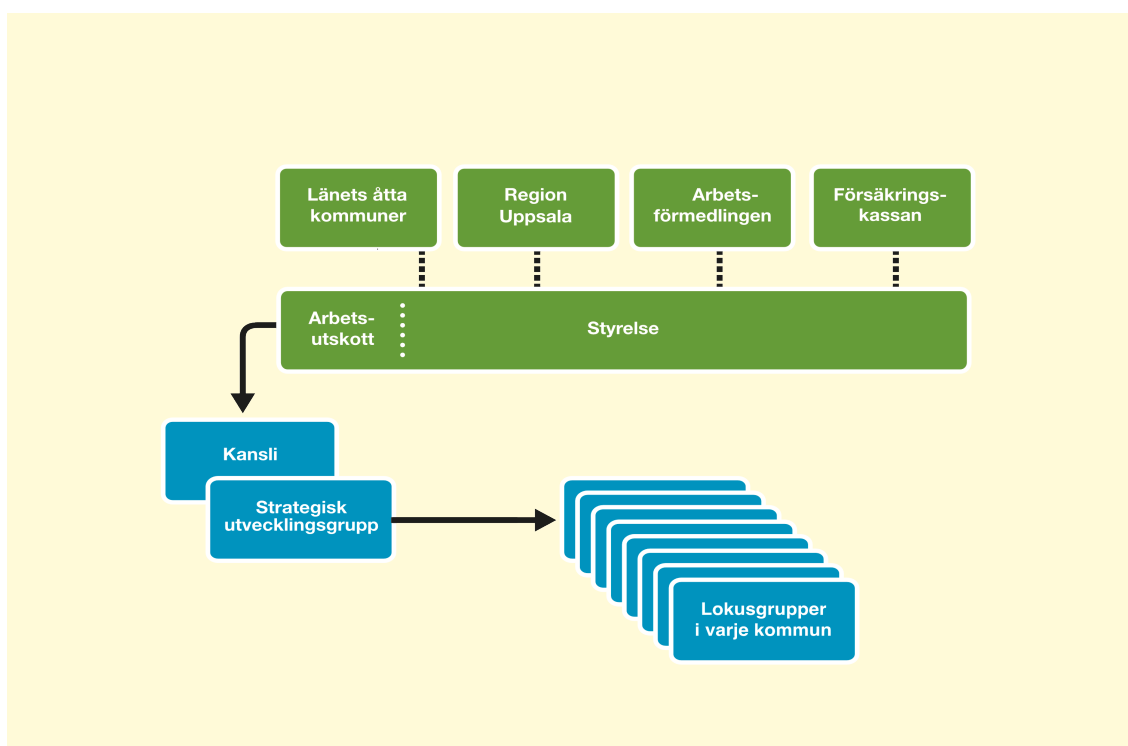 Länets åtta
kommuner
Region
Uppsala
Arbets-
förmedlingen
Försäkrings-
kassan
Arbets-
utskott
Styrelse
Kansli
Strategisk
utvecklingsgrupp
Lokusgrupper
i varje kommun